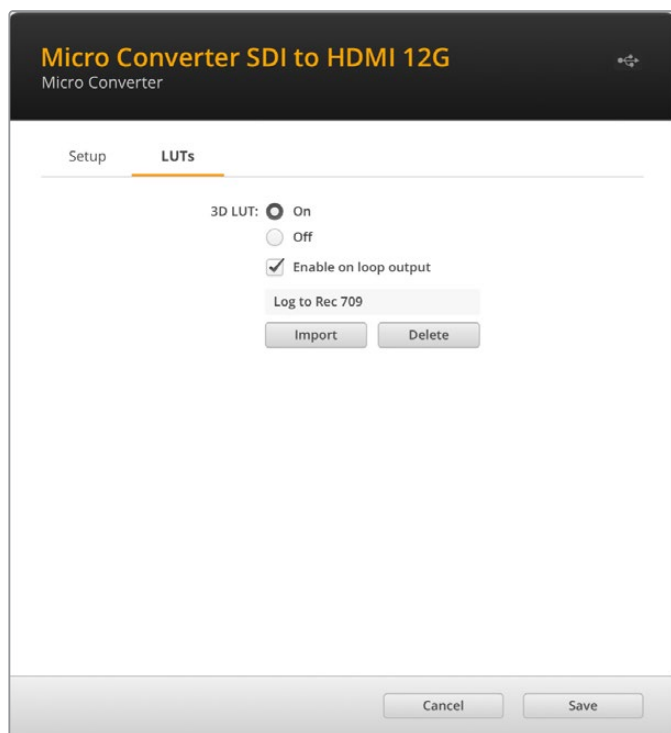 Micro Converter SDI to HDMI 12G
Micro Converter
Setup LUTs
3D LUT: On
Off
Enable on loop output
Log to Rec 709
Import Delete
Cancel Save